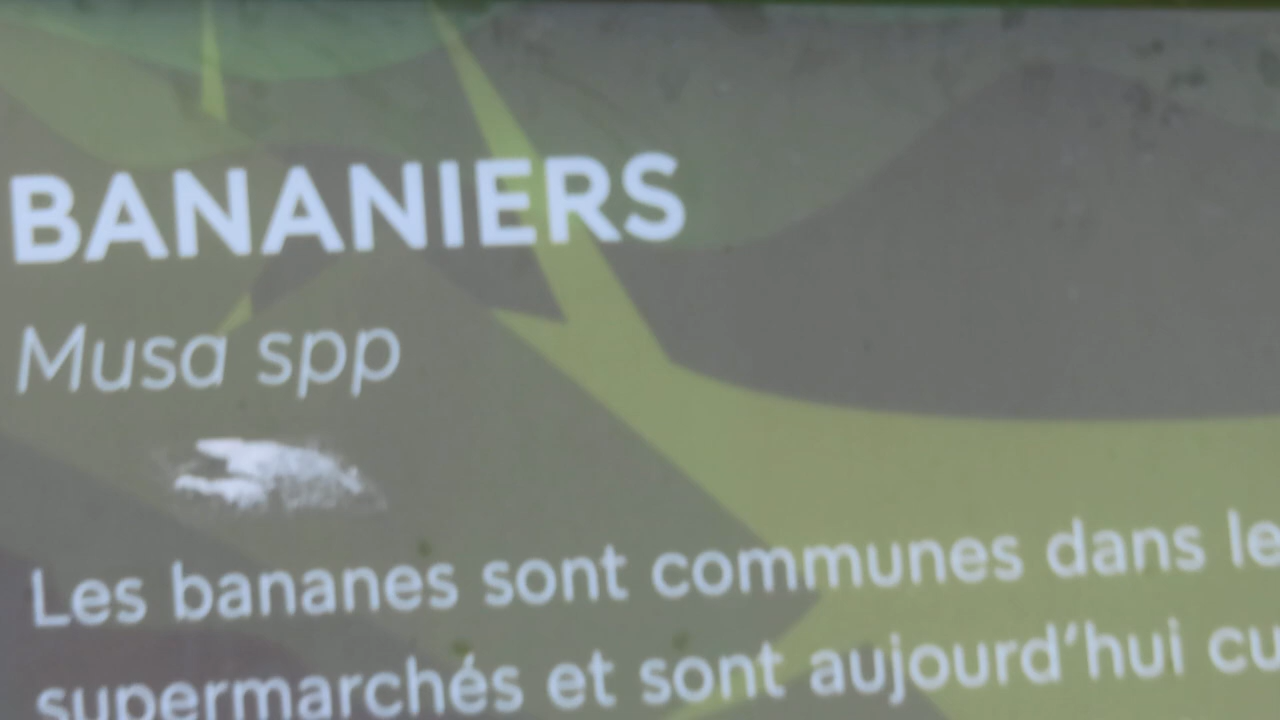 BANANIERS
Musa spp
Les bananes sont communes dans le
supermarchés et sont aujourd'hui cu